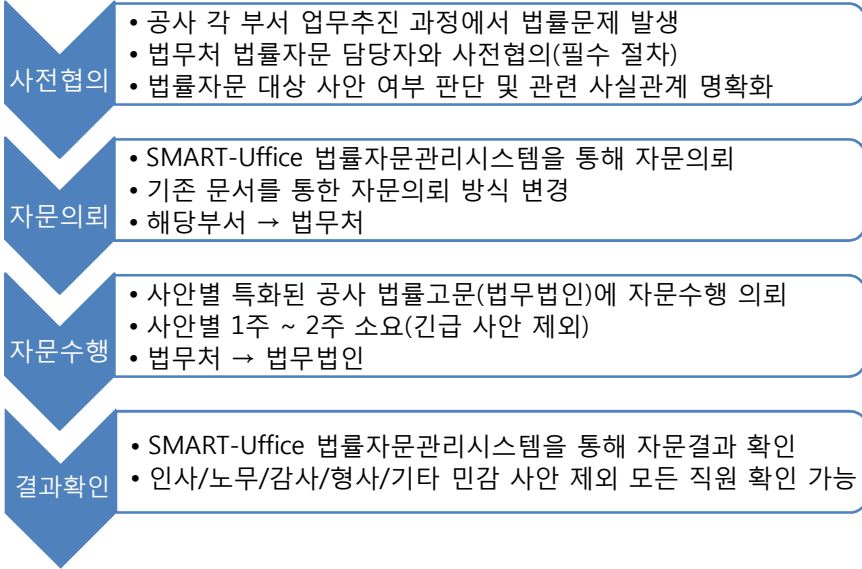 사전협의
• 공사 각 부서 업무추진 과정에서 법률문제 발생
• 법무처 법률자문 담당자와 사전협의(필수 절차)
• 법률자문 대상 사안 여부 판단 및 관련 사실관계 명확화
자문의뢰
• SMART-Uffice 법률자문관리시스템을 통해 자문의뢰
• 기존 문서를 통한 자문의뢰 방식 변경
• 해당부서 → 법무처
자문수행
• 사안별 특화된 공사 법률고문(법무법인)에 자문수행 의뢰
• 사안별 1주 ~ 2주 소요(긴급 사안 제외)
• 법무처 → 법무법인
결과확인
• SMART-Uffice 법률자문관리시스템을 통해 자문결과 확인
• 인사/노무/감사/형사/기타 민감 사안 제외 모든 직원 확인 가능